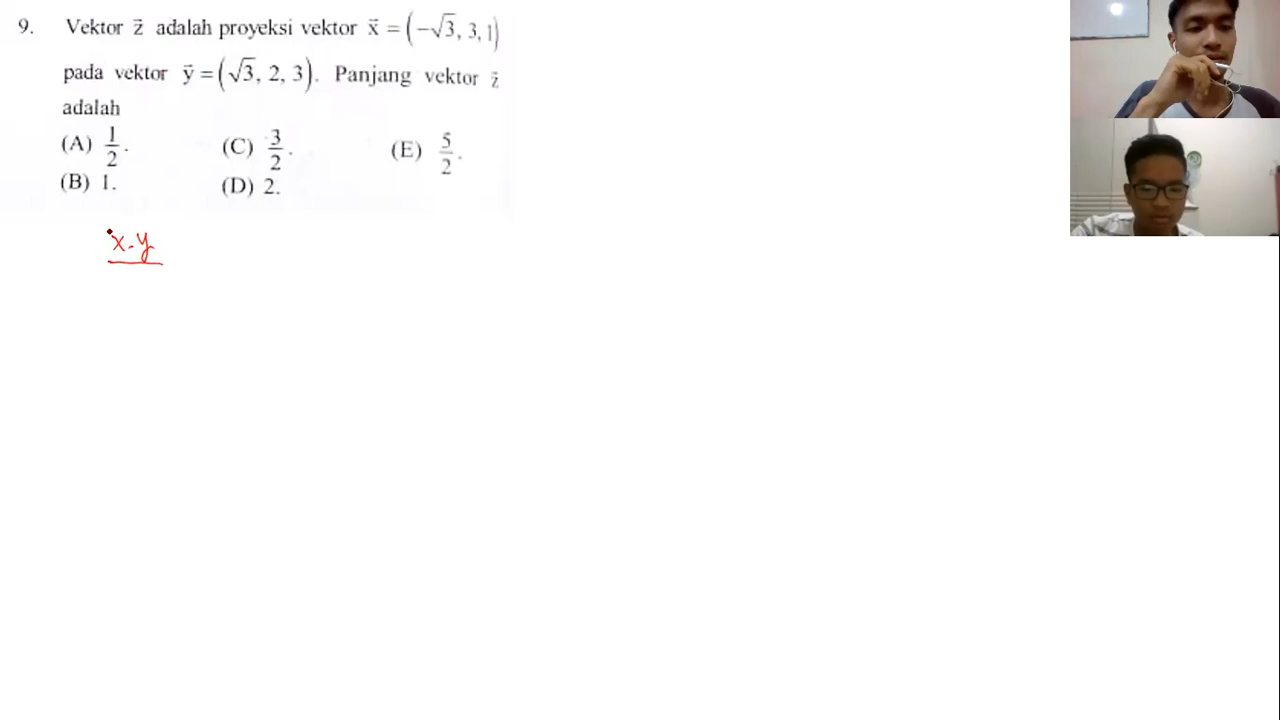 9. Vektor z⃗ adalah proyeksi vektor x⃗ = (−√3, 3, 1)
pada vektor y⃗ = (√3, 2, 3). Panjang vektor z⃗
adalah
(A) 1/2. (C) 3/2. (E) 5/2.
(B) 1. (D) 2.
x.y